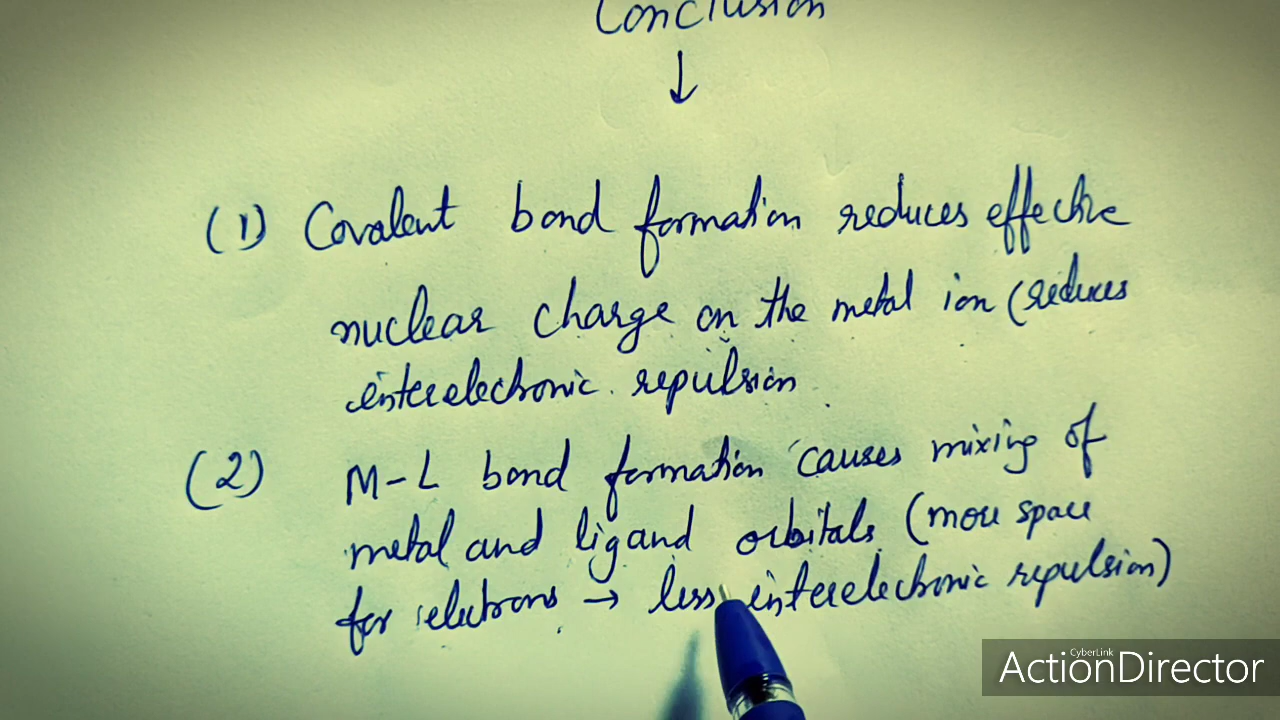 Conclusion
↓
(1) Covalent bond formation reduces effective
nuclear charge on the metal ion (reduces
interelectronic repulsion
(2) M-L bond formation causes mixing of
metal and ligand orbitals (more space
for electrons → less interelectronic repulsion)
CyberLink
ActionDirector